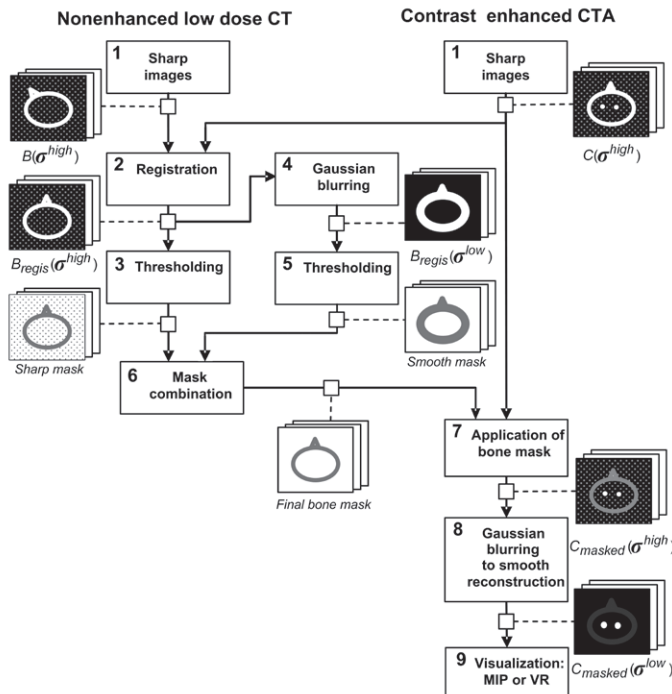 Nonenhanced low dose CT
Contrast enhanced CTA
1 Sharp
images
1 Sharp
images
B(σ^high)
C(σ^high)
2 Registration
4 Gaussian
blurring
B_regis(σ^high)
B_regis(σ^low)
3 Thresholding
5 Thresholding
Sharp mask
Smooth mask
6 Mask
combination
Final bone mask
7 Application of
bone mask
C_masked(σ^high)
8
Gaussian
blurring
to smooth
reconstruction
C_masked(σ^low)
9 Visualization:
MIP or VR